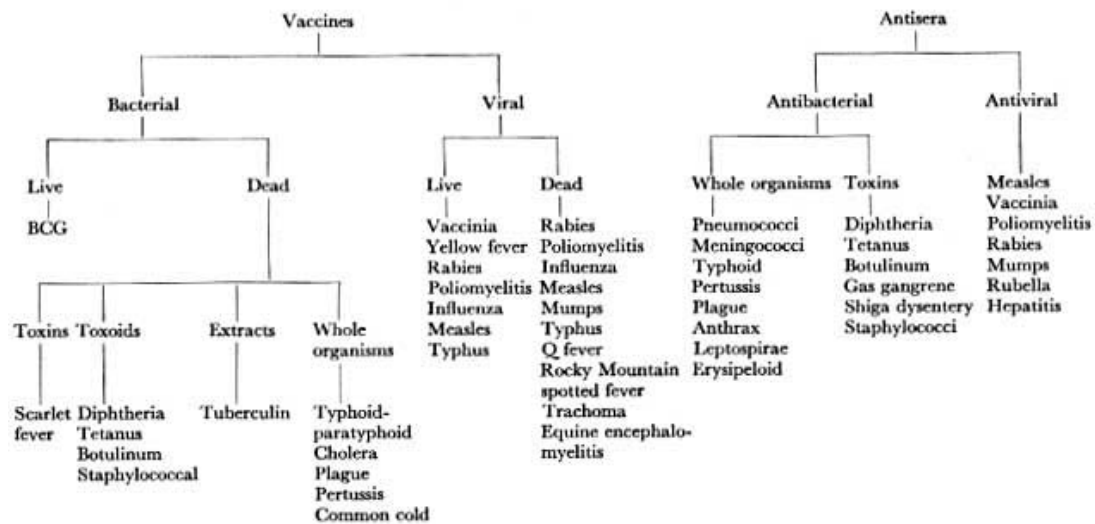 Vaccines
Bacterial
Viral
Live
Dead
BCG
Toxins
Toxoids
Extracts
Whole
organisms
Scarlet
fever
Diphtheria
Tetanus
Botulinum
Staphylococcal
Tuberculin
Typhoid-
paratyphoid
Cholera
Plague
Pertussis
Common cold
Live
Vaccinia
Yellow fever
Rabies
Poliomyelitis
Influenza
Measles
Typhus
Dead
Rabies
Poliomyelitis
Influenza
Measles
Mumps
Typhus
Q fever
Rocky Mountain
spotted fever
Trachoma
Equine encephalo-
myelitis
Antisera
Antibacterial
Antiviral
Whole organisms
Pneumococci
Meningococci
Typhoid
Pertussis
Plague
Anthrax
Leptospirae
Erysipeloid
Toxins
Diphtheria
Tetanus
Botulinum
Gas gangrene
Shiga dysentery
Staphylococci
Measles
Vaccinia
Poliomyelitis
Rabies
Mumps
Rubella
Hepatitis